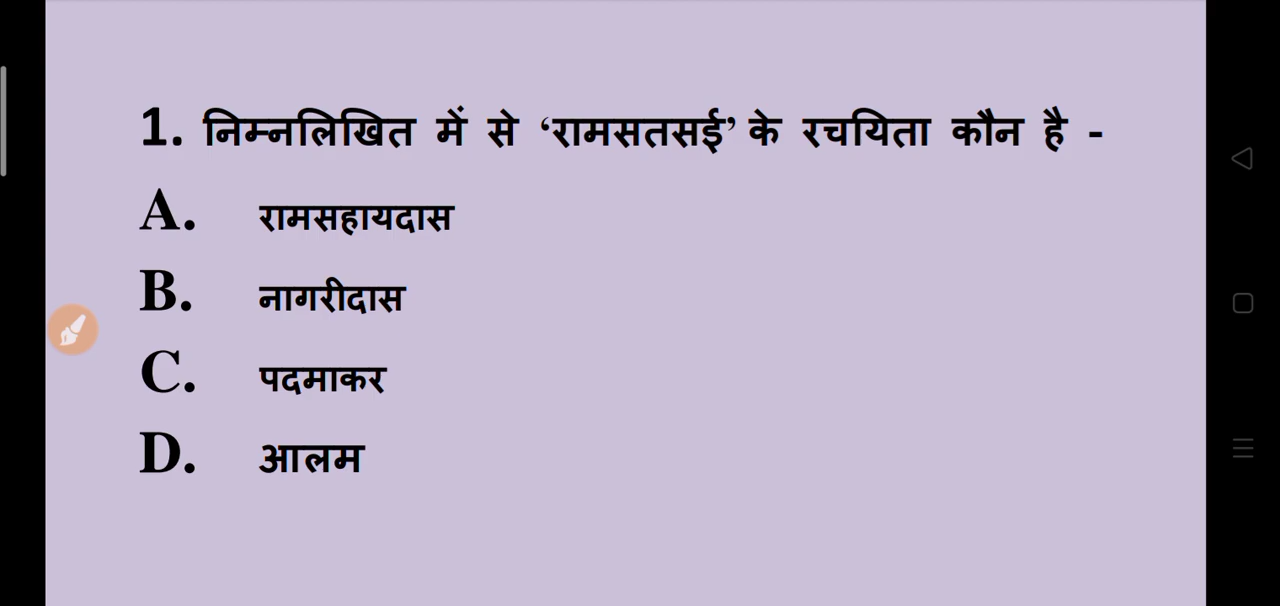 1. निम्नलिखित में से ‘रामसतसई’ के रचयिता कौन है -
A. रामसहायदास
B. नागरीदास
C. पदमाकर
D. आलम